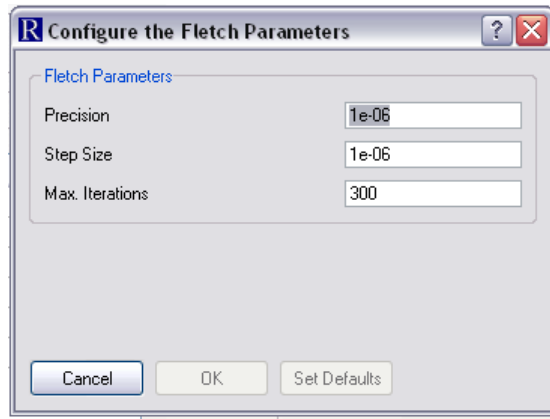 R Configure the Fletch Parameters ?
Fletch Parameters
Precision 1e-06
Step Size 1e-06
Max. Iterations 300
Cancel OK Set Defaults